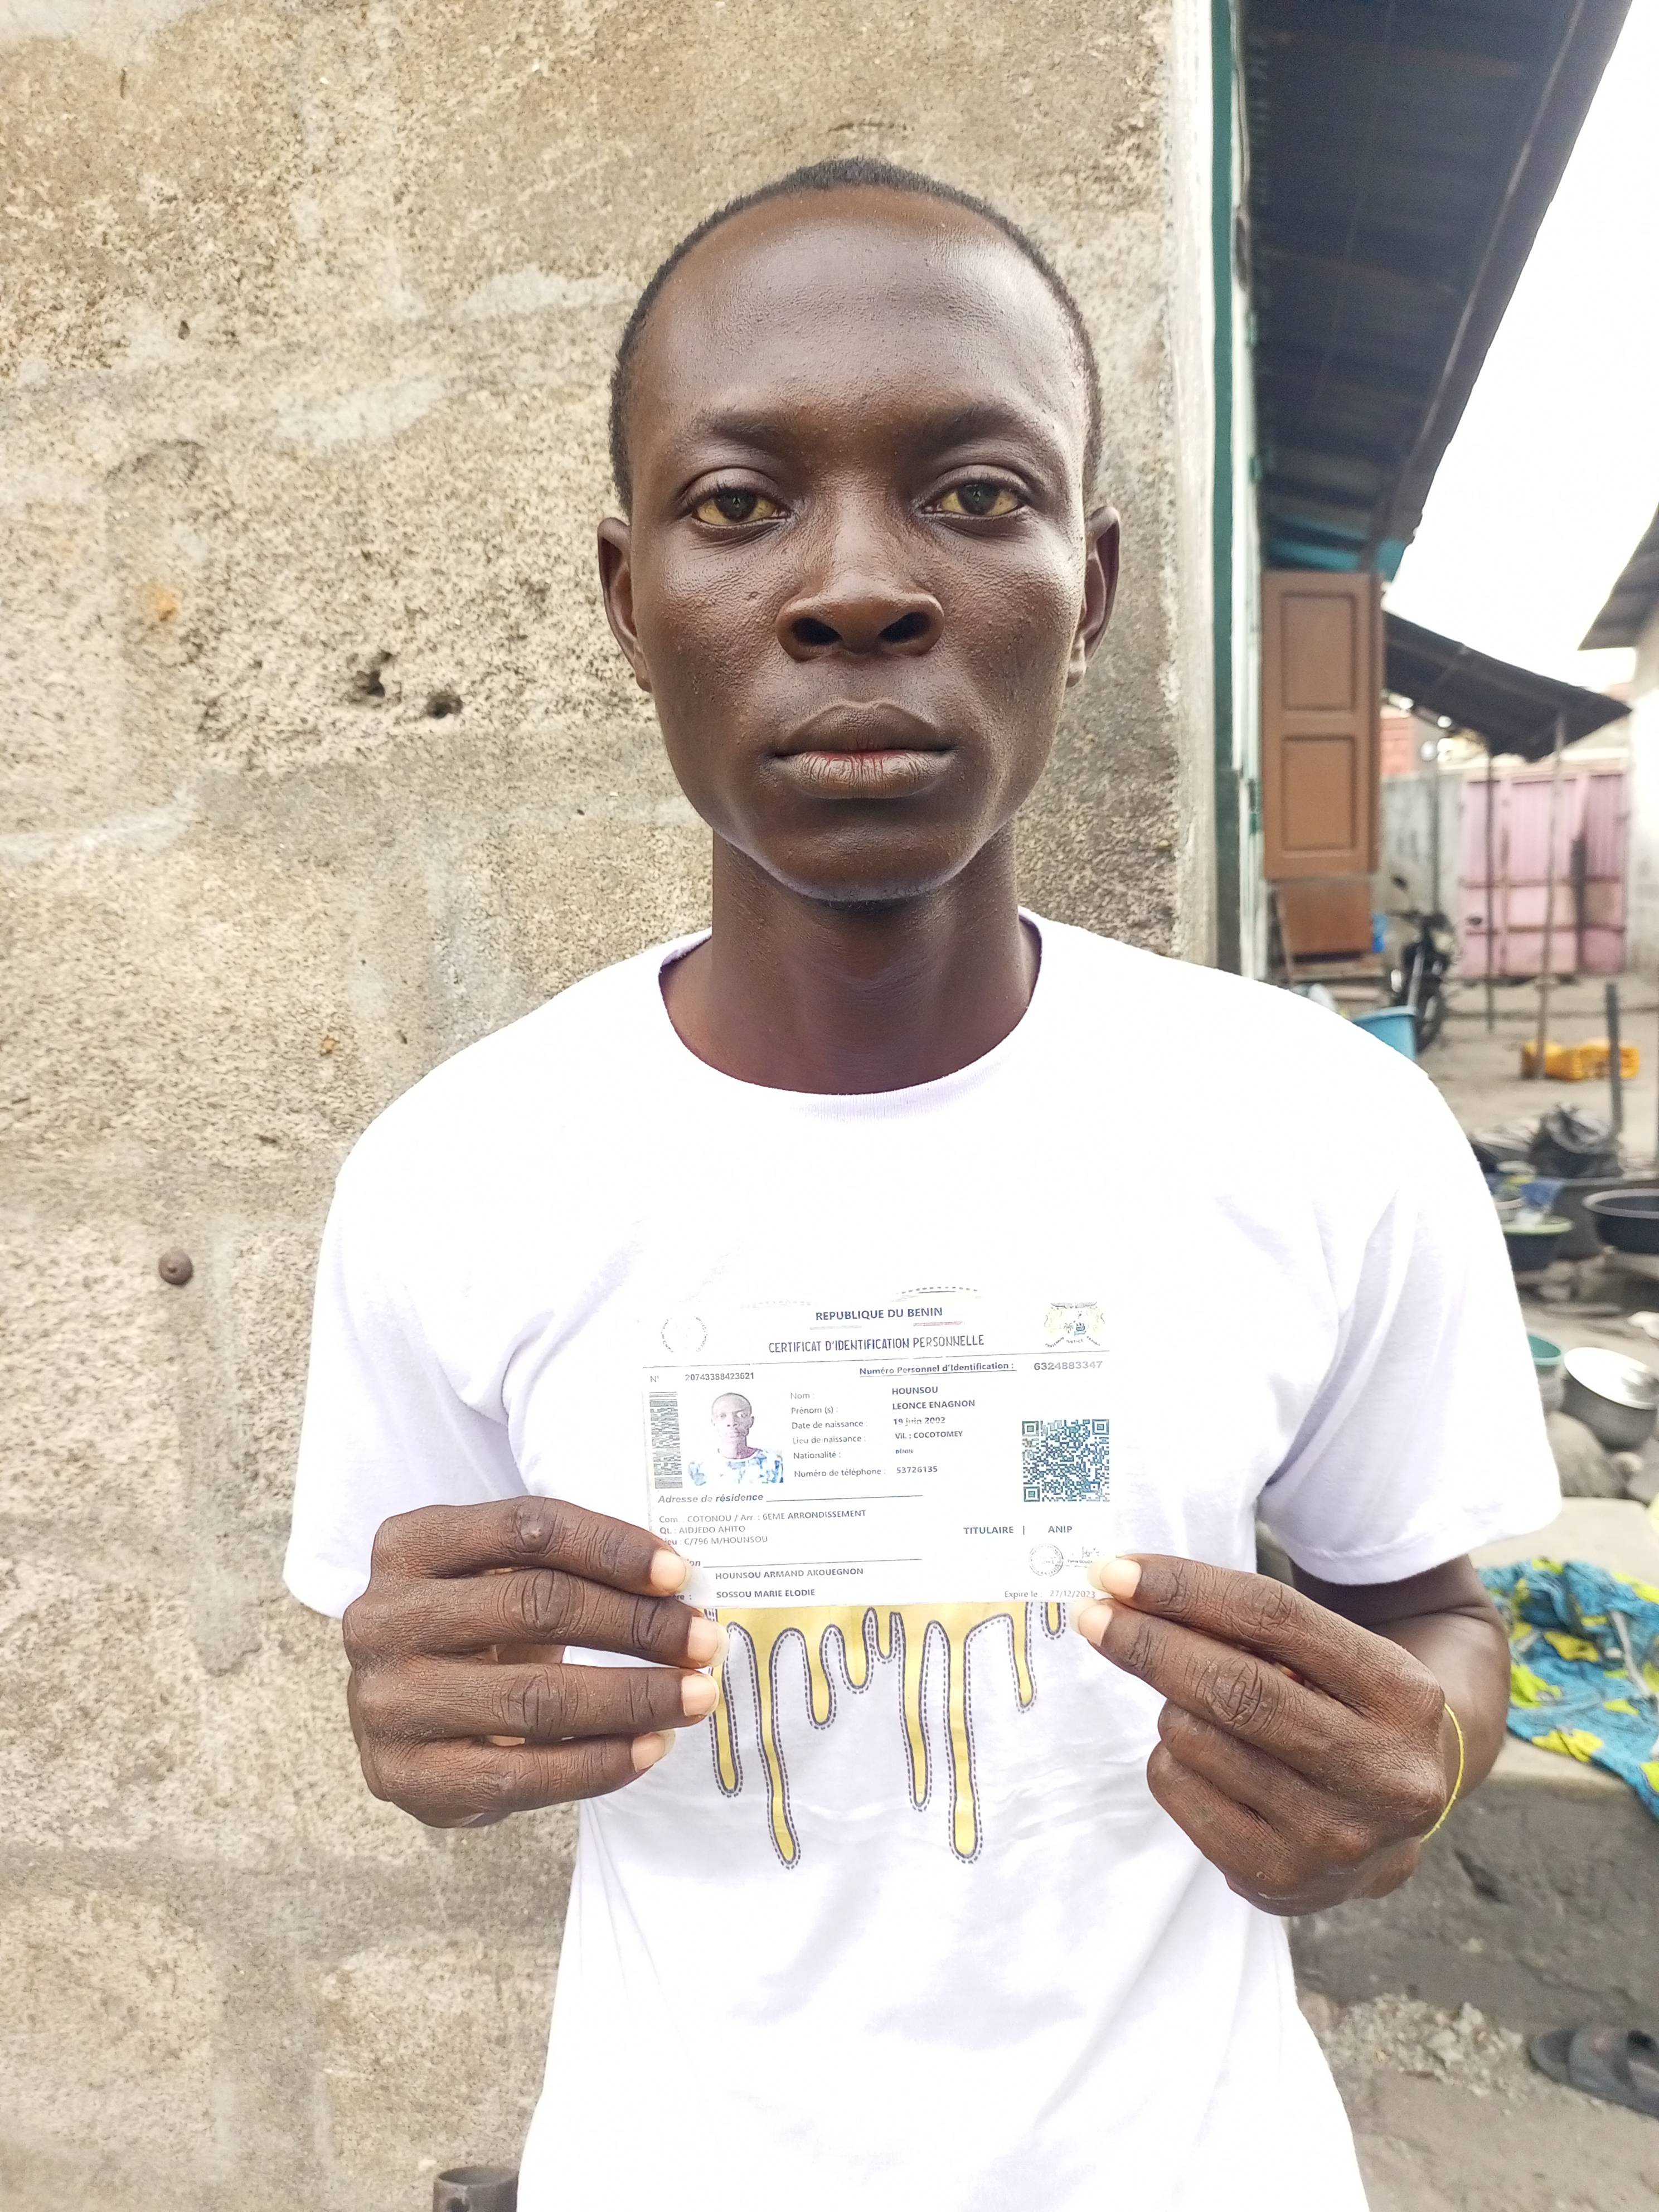 REPUBLIQUE DU BENIN
CERTIFICAT D'IDENTIFICATION PERSONNELLE
Numéro Personnel d'Identification : 6324883347
N° 20743388423621
Nom : HOUNSOU
Prénom (s) : LEONCE ENAGNON
Date de naissance : 19 juin 2002
Lieu de naissance : Vil. : COCOTOMEY
Nationalité : BENIN
Numéro de téléphone : 53726135
Adresse de résidence
Com : COTONOU / Arr. : 6EME ARRONDISSEMENT
Qt. : AIDJEDO AHITO
C/796 M/HOUNSOU
TITULAIRE | ANIP
HOUNSOU ARMAND AKOUEGNON
SOSSOU MARIE ELODIE
Expire le : 27/12/2023